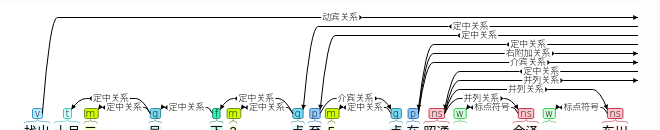 动宾关系
定中关系
定中关系
定中关系
右附加关系
介宾关系
定中关系
并列关系
并列关系
定中关系 定中关系 介宾关系 并列关系
定中关系 定中关系 定中关系 定中关系 标点符号 标点符号
v t m q f m q p m q p ns w ns w ns